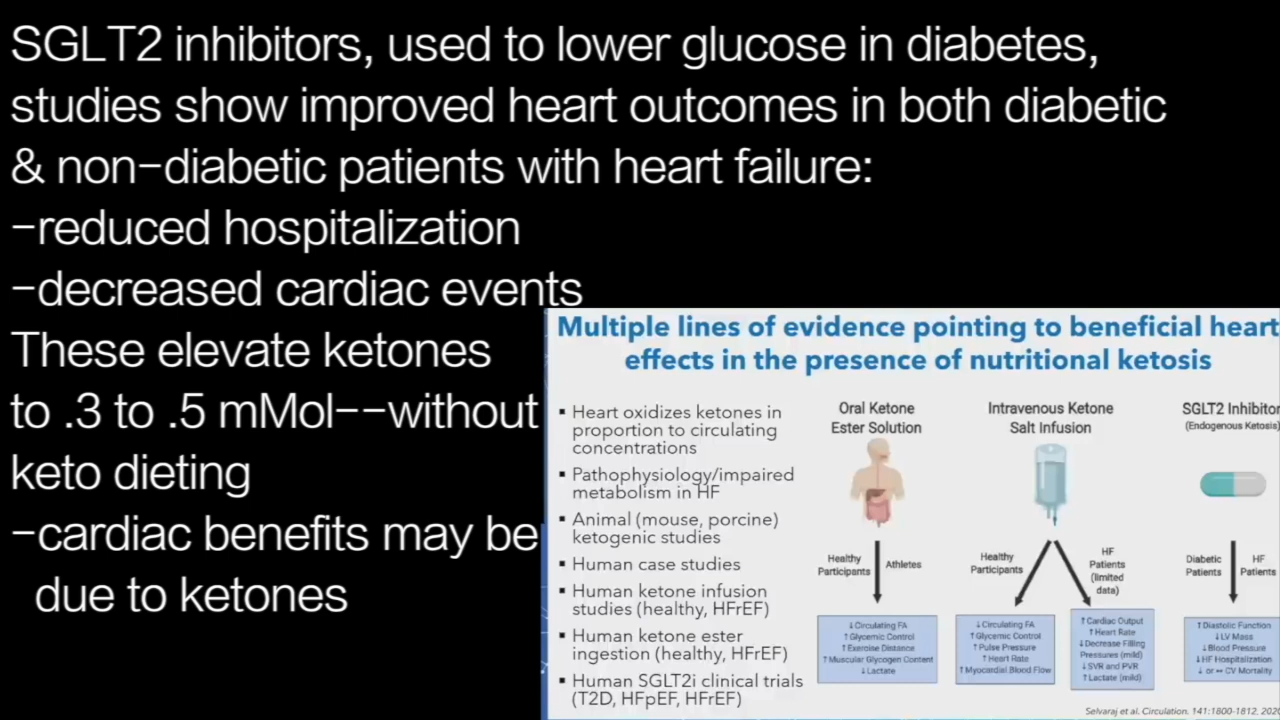 SGLT2 inhibitors, used to lower glucose in diabetes,
studies show improved heart outcomes in both diabetic
& non-diabetic patients with heart failure:
-reduced hospitalization
-decreased cardiac events
These elevate ketones
to .3 to .5 mMol--without
keto dieting
-cardiac benefits may be
due to ketones
Multiple lines of evidence pointing to beneficial heart
effects in the presence of nutritional ketosis
▪ Heart oxidizes ketones in
proportion to circulating
concentrations
▪ Pathophysiology/impaired
metabolism in HF
▪ Animal (mouse, porcine)
ketogenic studies
▪ Human case studies
▪ Human ketone infusion
studies (healthy, HFrEF)
▪ Human ketone ester
ingestion (healthy, HFrEF)
▪ Human SGLT2i clinical trials
(T2D, HFpEF, HFrEF)
Oral Ketone
Ester Solution
Healthy
Participants
Athletes
↓ Circulating FA
↑ Glycemic Control
↑ Exercise Distance
↑ Muscular Glycogen Content
↓ Lactate
Intravenous Ketone
Salt Infusion
Healthy
Participants
HF
Patients
(limited
data)
↓ Circulating FA
↑ Glycemic Control
↑ Pulse Pressure
↑ Heart Rate
↑ Myocardial Blood Flow
↑ Cardiac Output
↑ Heart Rate
↓ Decrease Filling
Pressures (mild)
↓ SVR and PVR
↑ Lactate (mild)
SGLT2 Inhibitor
(Endogenous Ketosis)
Diabetic
Patients
HF
Patients
↑ Diastolic Function
↓ LV Mass
↓ Blood Pressure
↓ HF Hospitalization
↓ or ↔ CV Mortality
Selvaraj et al. Circulation. 141:1800-1812, 2020